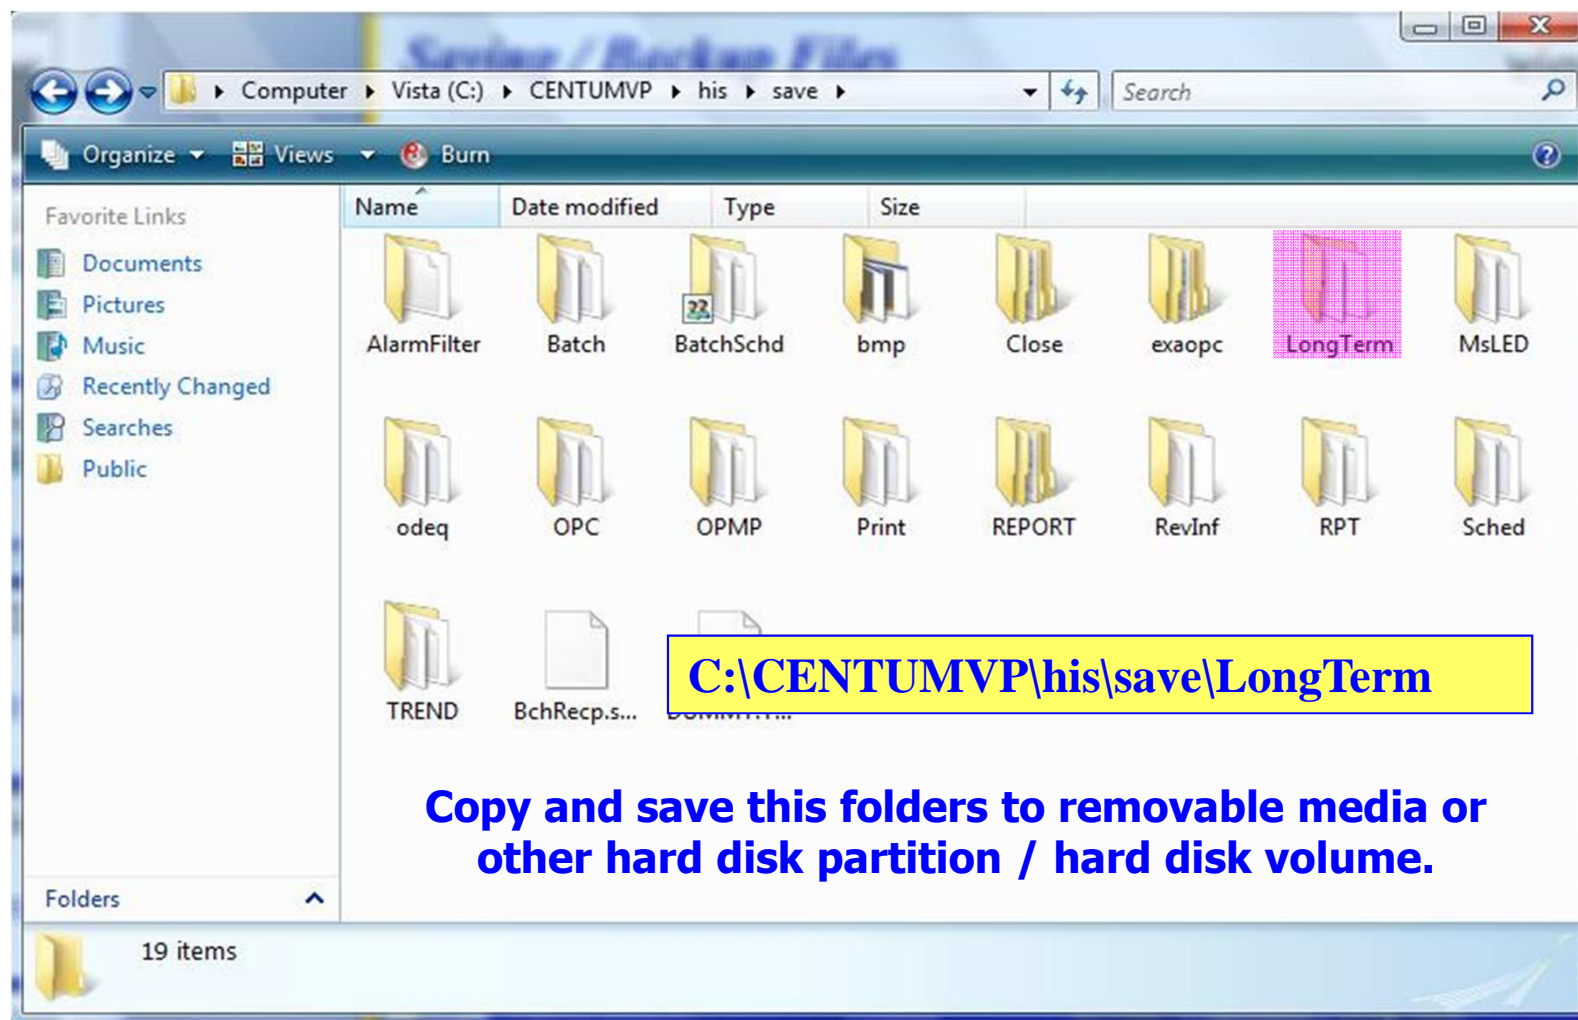 Saving / Backup Files
Computer Vista (C:) CENTUMVP his save
Search
Organize Views Burn
Favorite Links
Name Date modified Type Size
Documents
Pictures
Music
Recently Changed
Searches
Public
AlarmFilter Batch BatchSchd bmp Close exaopc LongTerm MsLED
odeq OPC OPMP Print REPORT RevInf RPT Sched
TREND BchRecp.s...
C:\CENTUMVP\his\save\LongTerm
Copy and save this folders to removable media or
other hard disk partition / hard disk volume.
Folders
19 items